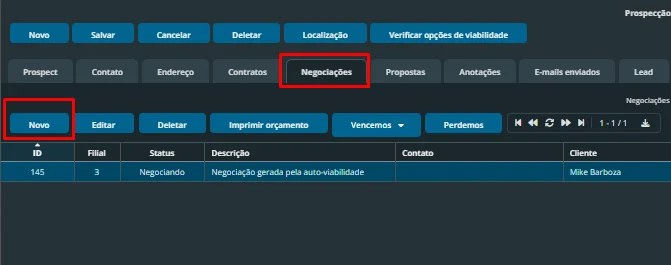 Prospecção
Novo Salvar Cancelar Deletar Localização Verificar opções de viabilidade
Prospect Contato Endereço Contratos Negociações Propostas Anotações E-mails enviados Lead
Negociações
Novo Editar Deletar Imprimir orçamento Vencemos Perdemos 1 - 1 / 1
ID Filial Status Descrição Contato Cliente
145 3 Negociando Negociação gerada pela auto-viabilidade Mike Barboza